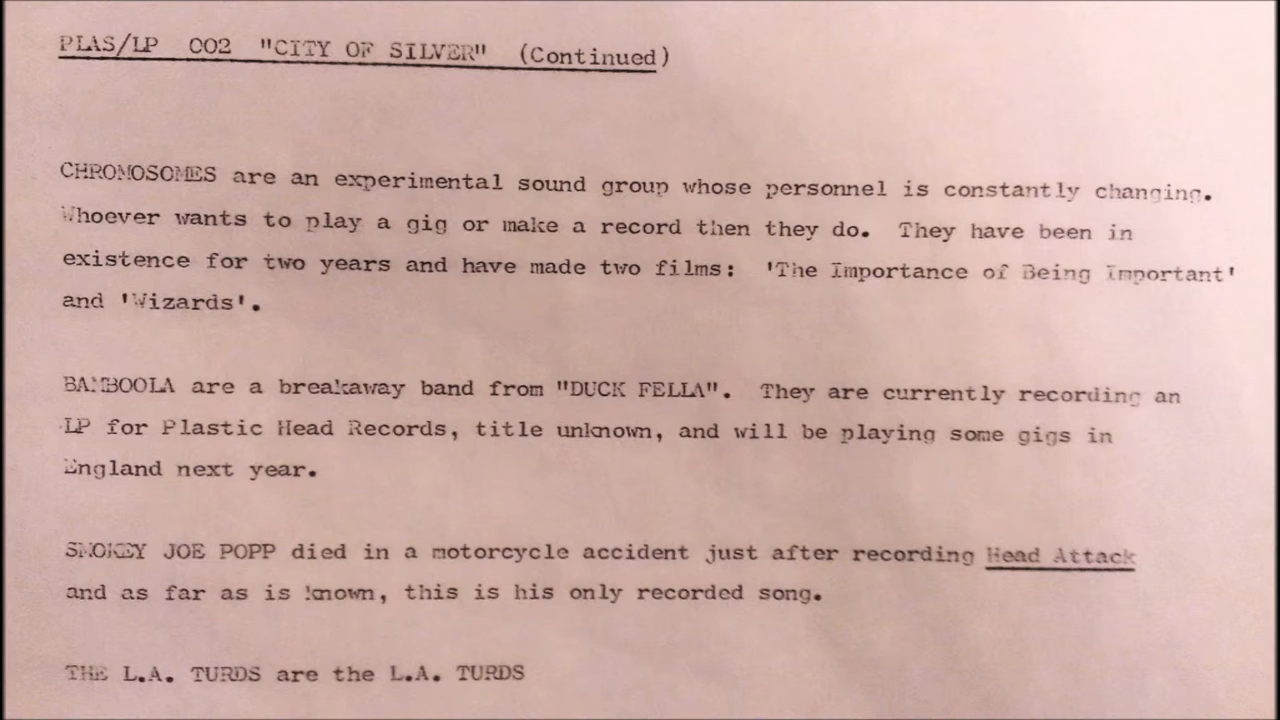 PLAS/LP CO2 "CITY OF SILVER" (Continued)
CHROMOSOMES are an experimental sound group whose personnel is constantly changing.
Whoever wants to play a gig or make a record then they do. They have been in
existence for two years and have made two films: 'The Importance of Being Important'
and 'Wizards'.
BAMBOOLA are a breakaway band from "DUCK FELLA". They are currently recording an
LP for Plastic Head Records, title unknown, and will be playing some gigs in
England next year.
SMOKEY JOE POPP died in a motorcycle accident just after recording Head Attack
and as far as is known, this is his only recorded song.
THE L.A. TURDS are the L.A. TURDS